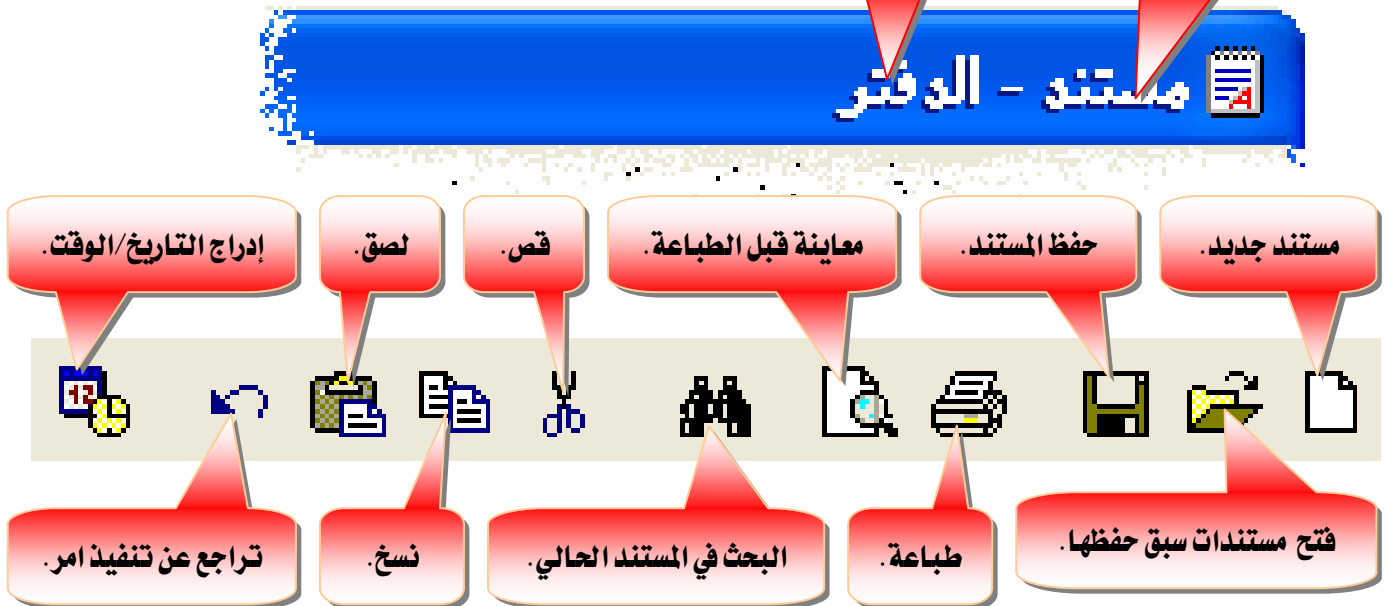 مستند - الدفتر
مستند جديد.
حفظ المستند.
معاينة قبل الطباعة.
قص.
لصق.
إدراج التاريخ/الوقت.
12
فتح مستندات سبق حفظها.
طباعة.
البحث في المستند الحالي.
نسخ.
تراجع عن تنفيذ امر.